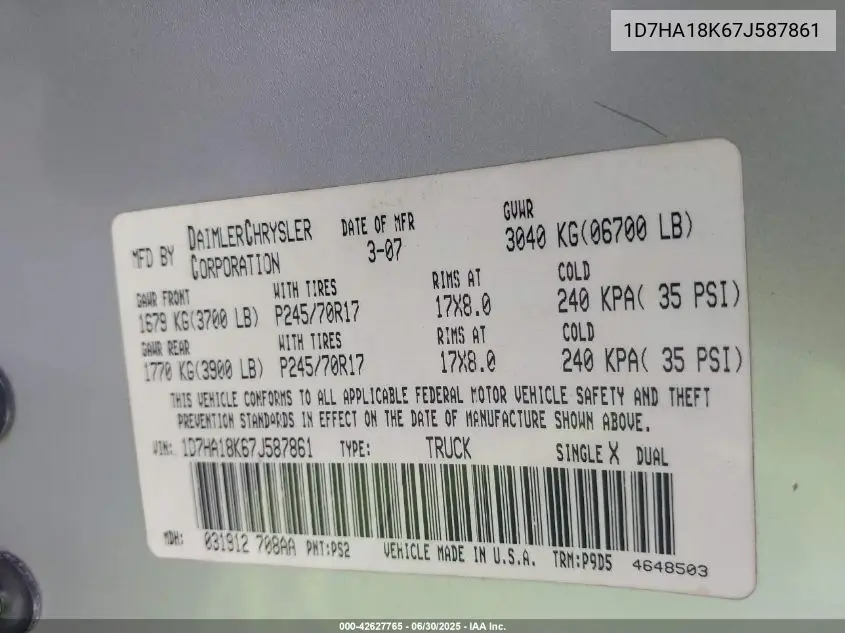 1D7HA18K67J587861
MFD BY DAIMLERCHRYSLER CORPORATION DATE OF MFR 3-07 GVWR 3040 KG(06700 LB)
GAWR FRONT WITH TIRES RIMS AT COLD
1679 KG(3700 LB) P245/70R17 17X8.0 240 KPA( 35 PSI)
GAWR REAR WITH TIRES RIMS AT COLD
1770 KG(3900 LB) P245/70R17 17X8.0 240 KPA( 35 PSI)
THIS VEHICLE CONFORMS TO ALL APPLICABLE FEDERAL MOTOR VEHICLE SAFETY AND THEFT
PREVENTION STANDARDS IN EFFECT ON THE DATE OF MANUFACTURE SHOWN ABOVE.
VIN: 1D7HA18K67J587861 TYPE: TRUCK SINGLE X DUAL
MDH: 031912 708AA PNT:PS2 VEHICLE MADE IN U.S.A. TRM:P9D5 4648503
000-42627765 - 06/30/2025 - IAA Inc.